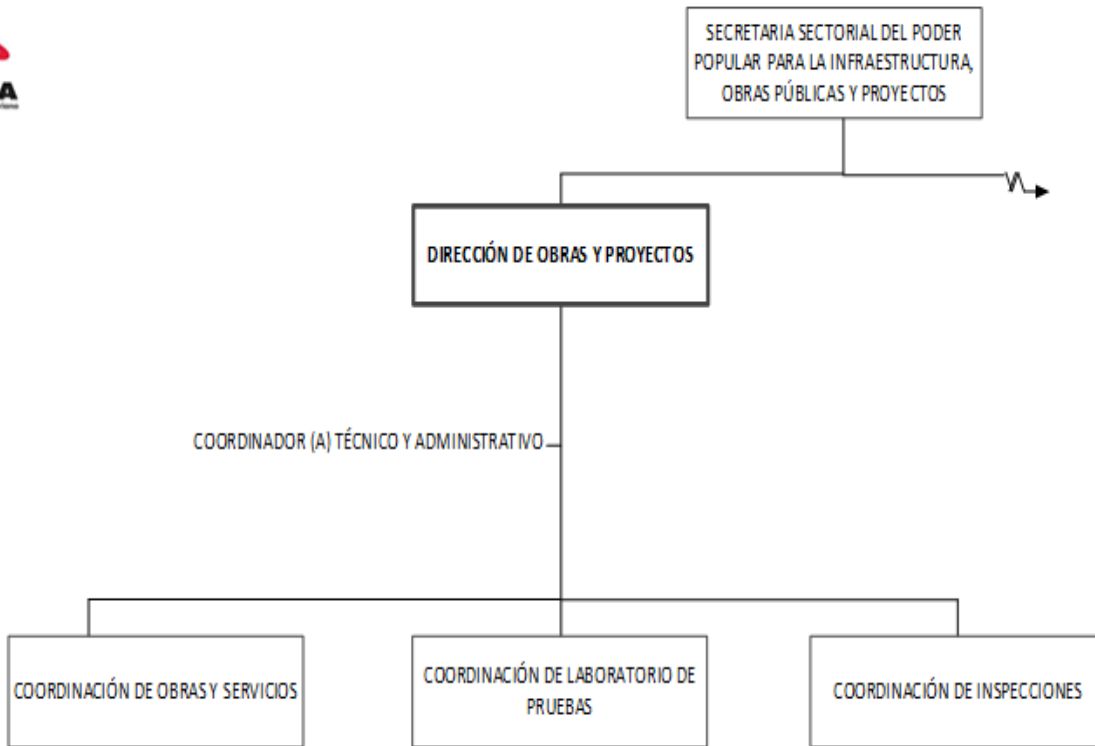 SECRETARIA SECTORIAL DEL PODER
POPULAR PARA LA INFRAESTRUCTURA,
OBRAS PÚBLICAS Y PROYECTOS
DIRECCIÓN DE OBRAS Y PROYECTOS
COORDINADOR (A) TÉCNICO Y ADMINISTRATIVO
COORDINACIÓN DE OBRAS Y SERVICIOS
COORDINACIÓN DE LABORATORIO DE
PRUEBAS
COORDINACIÓN DE INSPECCIONES